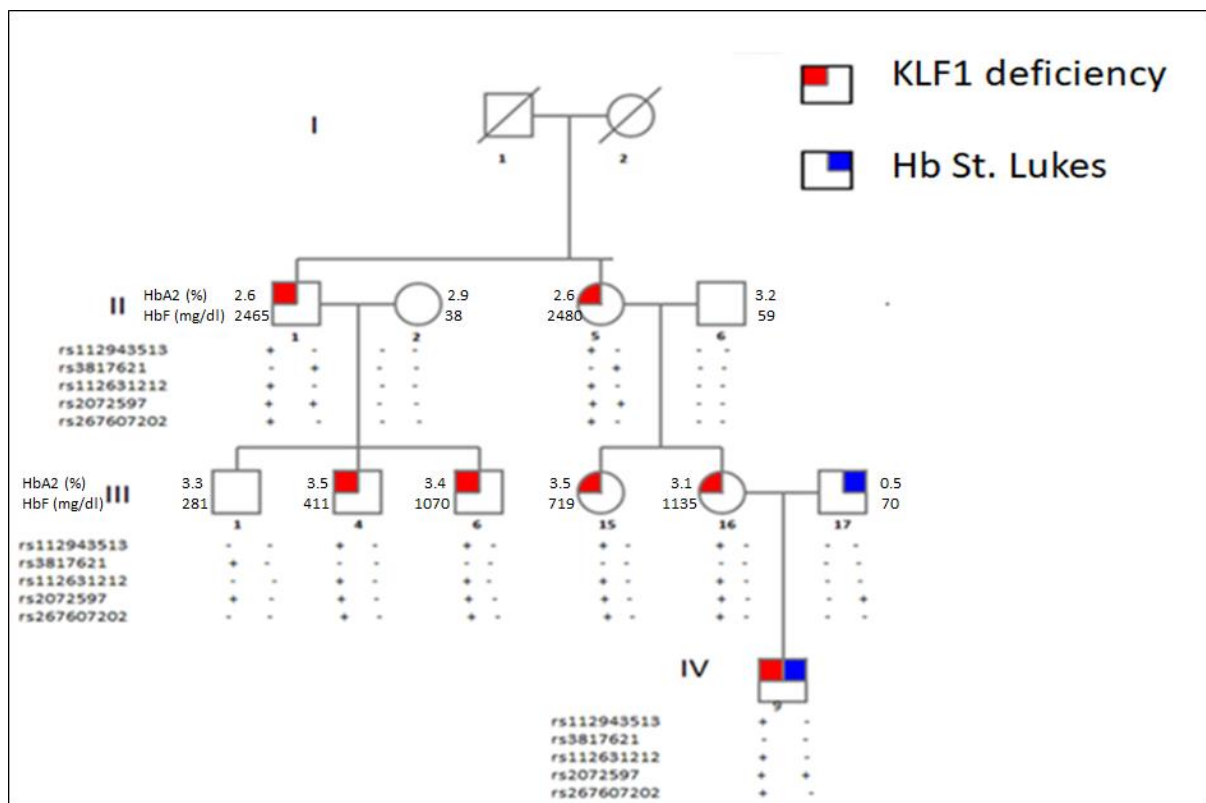 KLF1 deficiency
Hb St. Lukes
I
1 2
II HbA2 (%) 2.6 2.9 2.6 3.2
HbF (mg/dl) 2465 38 2480 59
1 2 5 6
rs112943513 + - - - + - - -
rs3817621 - + - - - + - -
rs112631212 + - - - + - - -
rs2072597 + + - - + + - -
rs267607202 + - - - + - - -
HbA2 (%) III 3.3 3.5 3.4 3.5 3.1 0.5
HbF (mg/dl) 281 411 1070 719 1135 70
1 4 6 15 16 17
rs112943513 - - + - + - + - + - - -
rs3817621 + - - - - - - - - - - -
rs112631212 - - + - + - + - + - - -
rs2072597 + - + - + - + - + - - +
rs267607202 - - + - + - + - + - - -
IV
9
rs112943513 + -
rs3817621 - -
rs112631212 + -
rs2072597 + +
rs267607202 + -